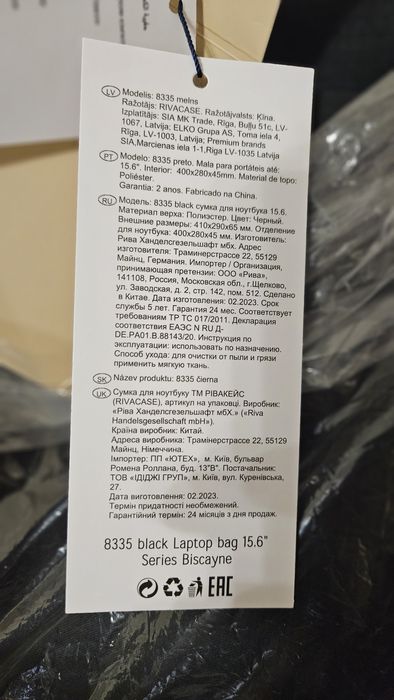 LV Modelis: 8335 melns
Ražotājs: RIVACASE. Ražotājvalsts: Ķīna.
Izplatītājs: SIA MK Trade, Rīga, Buļļu 51c, LV-
1067. Latvija; ELKO Grupa AS, Toma iela 4,
Rīga, LV-1003, Latvija; Premium brands
SIA,Marcienas iela 1-1,Rīga LV-1035 Latvija
PT Modelo: 8335 preto. Mala para portáteis até:
15.6". Interior: 400x280x45mm. Material de topo:
Poliéster.
Garantia: 2 anos. Fabricado na China.
RU Модель: 8335 black сумка для ноутбука 15.6.
Материал верха: Полиэстер. Цвет: Черный.
Внешние размеры: 410x290x65 мм. Отделение
для ноутбука: 400x280x45 мм. Изготовитель:
Рива Ханделсгезельшафт мбх. Адрес
изготовителя: Траминерштрассе 22, 55129
Майнц, Германия. Импортер / Организация,
принимающая претензии: ООО «Рива»,
141108, Россия, Московская обл., г.Щелково,
ул. Заводская, д. 2, стр. 142, пом. 512. Сделано
в Китае. Дата изготовления: 02.2023. Срок
службы 5 лет. Гарантия 24 мес. Соответствует
требованиям ТР ТС 017/2011. Декларация
соответствия ЕАЭС N RU Д-
DE.РА01.В.88143/20. Инструкция по
эксплуатации: использовать по назначению.
Способ ухода: для очистки от пыли и грязи
применить мягкую ткань.
SK Názov produktu: 8335 čierna
UK Сумка для ноутбуку ТМ РІВАКЕЙС
(RIVACASE), артикул на упаковці. Виробник:
«Ріва Ханделсгезельшафт мбХ.» («Riva
Handelsgesellschaft mbH»).
Країна виробник: Китай.
Адреса виробника: Трамінерштрассе 22, 55129
Майнц, Німеччина.
Імпортер: ПП «ЮТЕХ», м. Київ, бульвар
Ромена Роллана, буд. 13"В". Постачальник:
ТОВ «ІДІДЖІ ГРУП», м. Київ, вул. Куренівська,
27.
Дата виготовлення: 02.2023.
Термін придатності необмежений.
Гарантійний термін: 24 місяців з дня продаж.
8335 black Laptop bag 15.6"
Series Biscayne
EAC